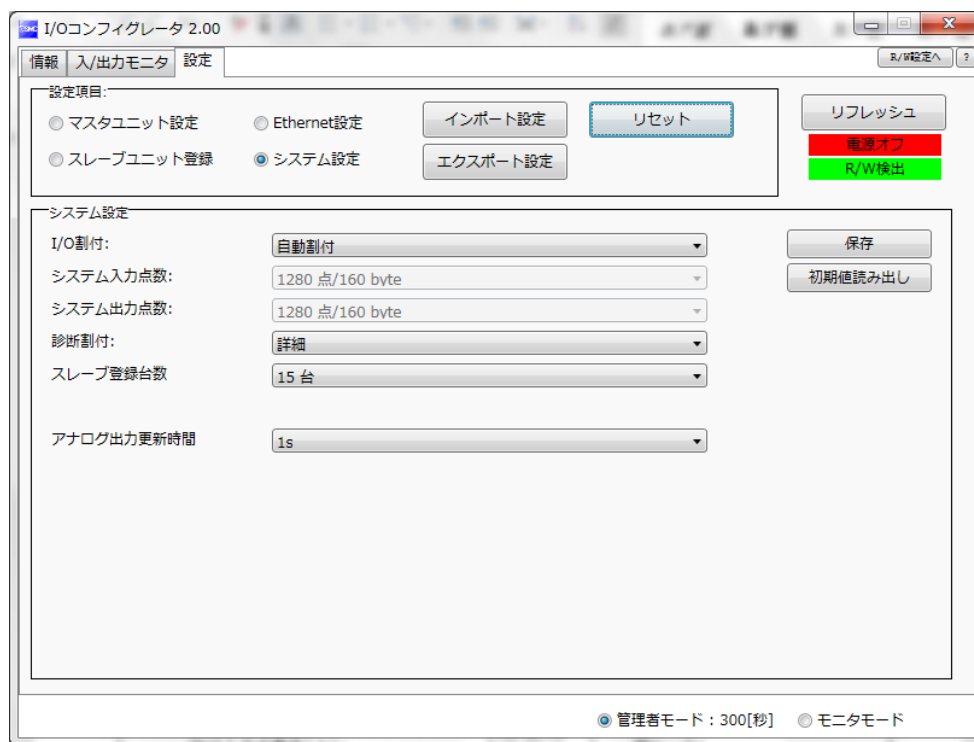 SMC I/Oコンフィグレータ 2.00
情報 入/出力モニタ 設定 R/W設定へ ?
設定項目:
マスタユニット設定 Ethernet設定 インポート設定 リセット リフレッシュ
電源オフ
スレーブユニット登録 システム設定 エクスポート設定 R/W検出
システム設定
I/O割付: 自動割付 保存
システム入力点数: 1280 点/160 byte 初期値読み出し
システム出力点数: 1280 点/160 byte
診断割付: 詳細
スレーブ登録台数 15 台
アナログ出力更新時間 1s
管理者モード : 300[秒] モニタモード